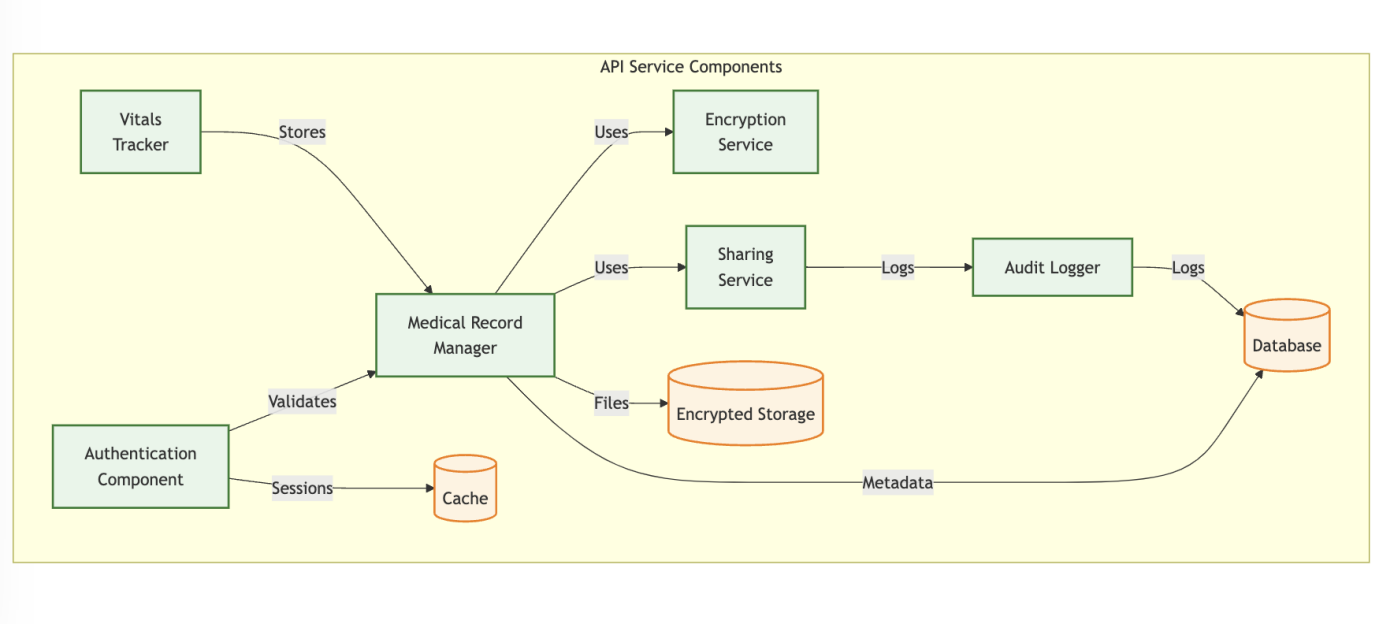 API Service Components
Vitals
Tracker
Stores
Uses
Encryption
Service
Uses
Sharing
Service
Logs
Audit Logger
Logs
Medical Record
Manager
Database
Validates
Files
Encrypted Storage
Authentication
Component
Sessions
Cache
Metadata